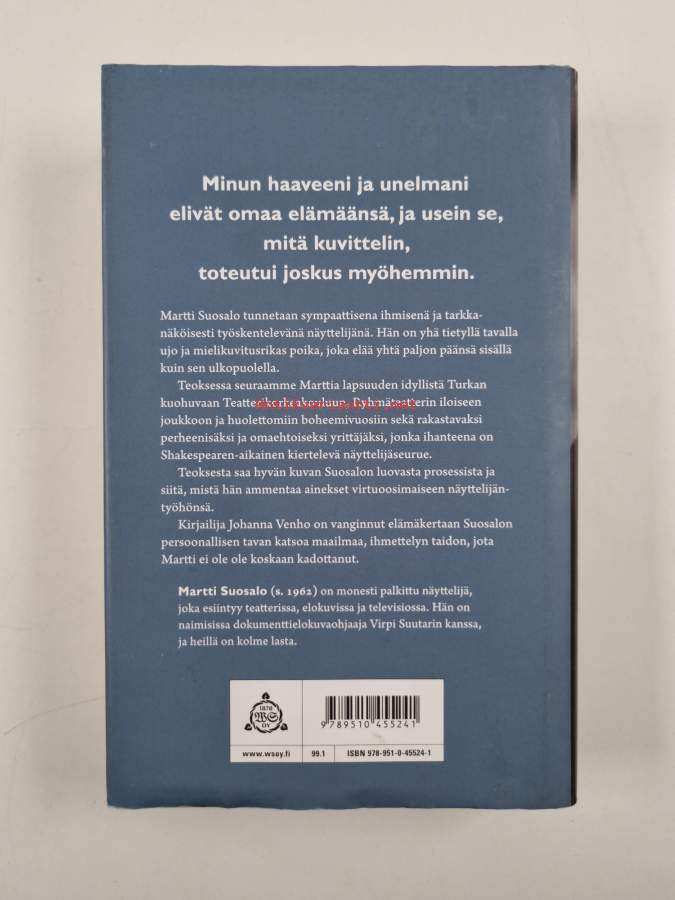 Minun haaveeni ja unelmani
elivät omaa elämäänsä, ja usein se,
mitä kuvittelin,
toteutui joskus myöhemmin.
Martti Suosalo tunnetaan sympaattisena ihmisenä ja tarkka-
näköisesti työskentelevänä näyttelijänä. Hän on yhä tietyllä tavalla
ujo ja mielikuvitusrikas poika, joka elää yhtä paljon päänsä sisällä
kuin sen ulkopuolella.
Teoksessa seuraamme Marttia lapsuuden idyllistä Turkan
kuohuvaan Teatterikorkeakouluun, Ryhmäteatterin iloiseen
joukkoon ja huolettomiin boheemivuosiin sekä rakastavaksi
perheenisäksi ja omaehtoiseksi yrittäjäksi, jonka ihanteena on
Shakespearen-aikainen kiertelevä näyttelijäseurue.
Teoksesta saa hyvän kuvan Suosalon luovasta prosessista ja
siitä, mistä hän ammentaa ainekset virtuoosimaiseen näyttelijän-
työhönsä.
Kirjailija Johanna Venho on vanginnut elämäkertaan Suosalon
persoonallisen tavan katsoa maailmaa, ihmettelyn taidon, jota
Martti ei ole ole koskaan kadottanut.
Martti Suosalo (s. 1962) on monesti palkittu näyttelijä,
joka esiintyy teatterissa, elokuvissa ja televisiossa. Hän on
naimisissa dokumenttielokuvaohjaaja Virpi Suutarin kanssa,
ja heillä on kolme lasta.
1878
WS
OY
9 789510 455241
www.wsoy.fi
99.1
ISBN 978-951-0-45524-1